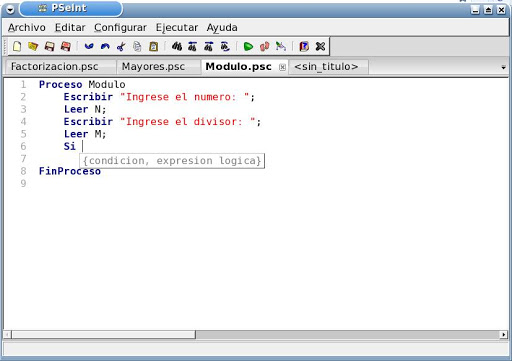 PSeInt
Archivo Editar Configurar Ejecutar Ayuda
Factorizacion.psc Mayores.psc Modulo.psc <sin_titulo>
1 Proceso Modulo
2 Escribir "Ingrese el numero: ";
3 Leer N;
4 Escribir "Ingrese el divisor: ";
5 Leer M;
6 Si
7 {condicion, expresion logica}
8 FinProceso
9